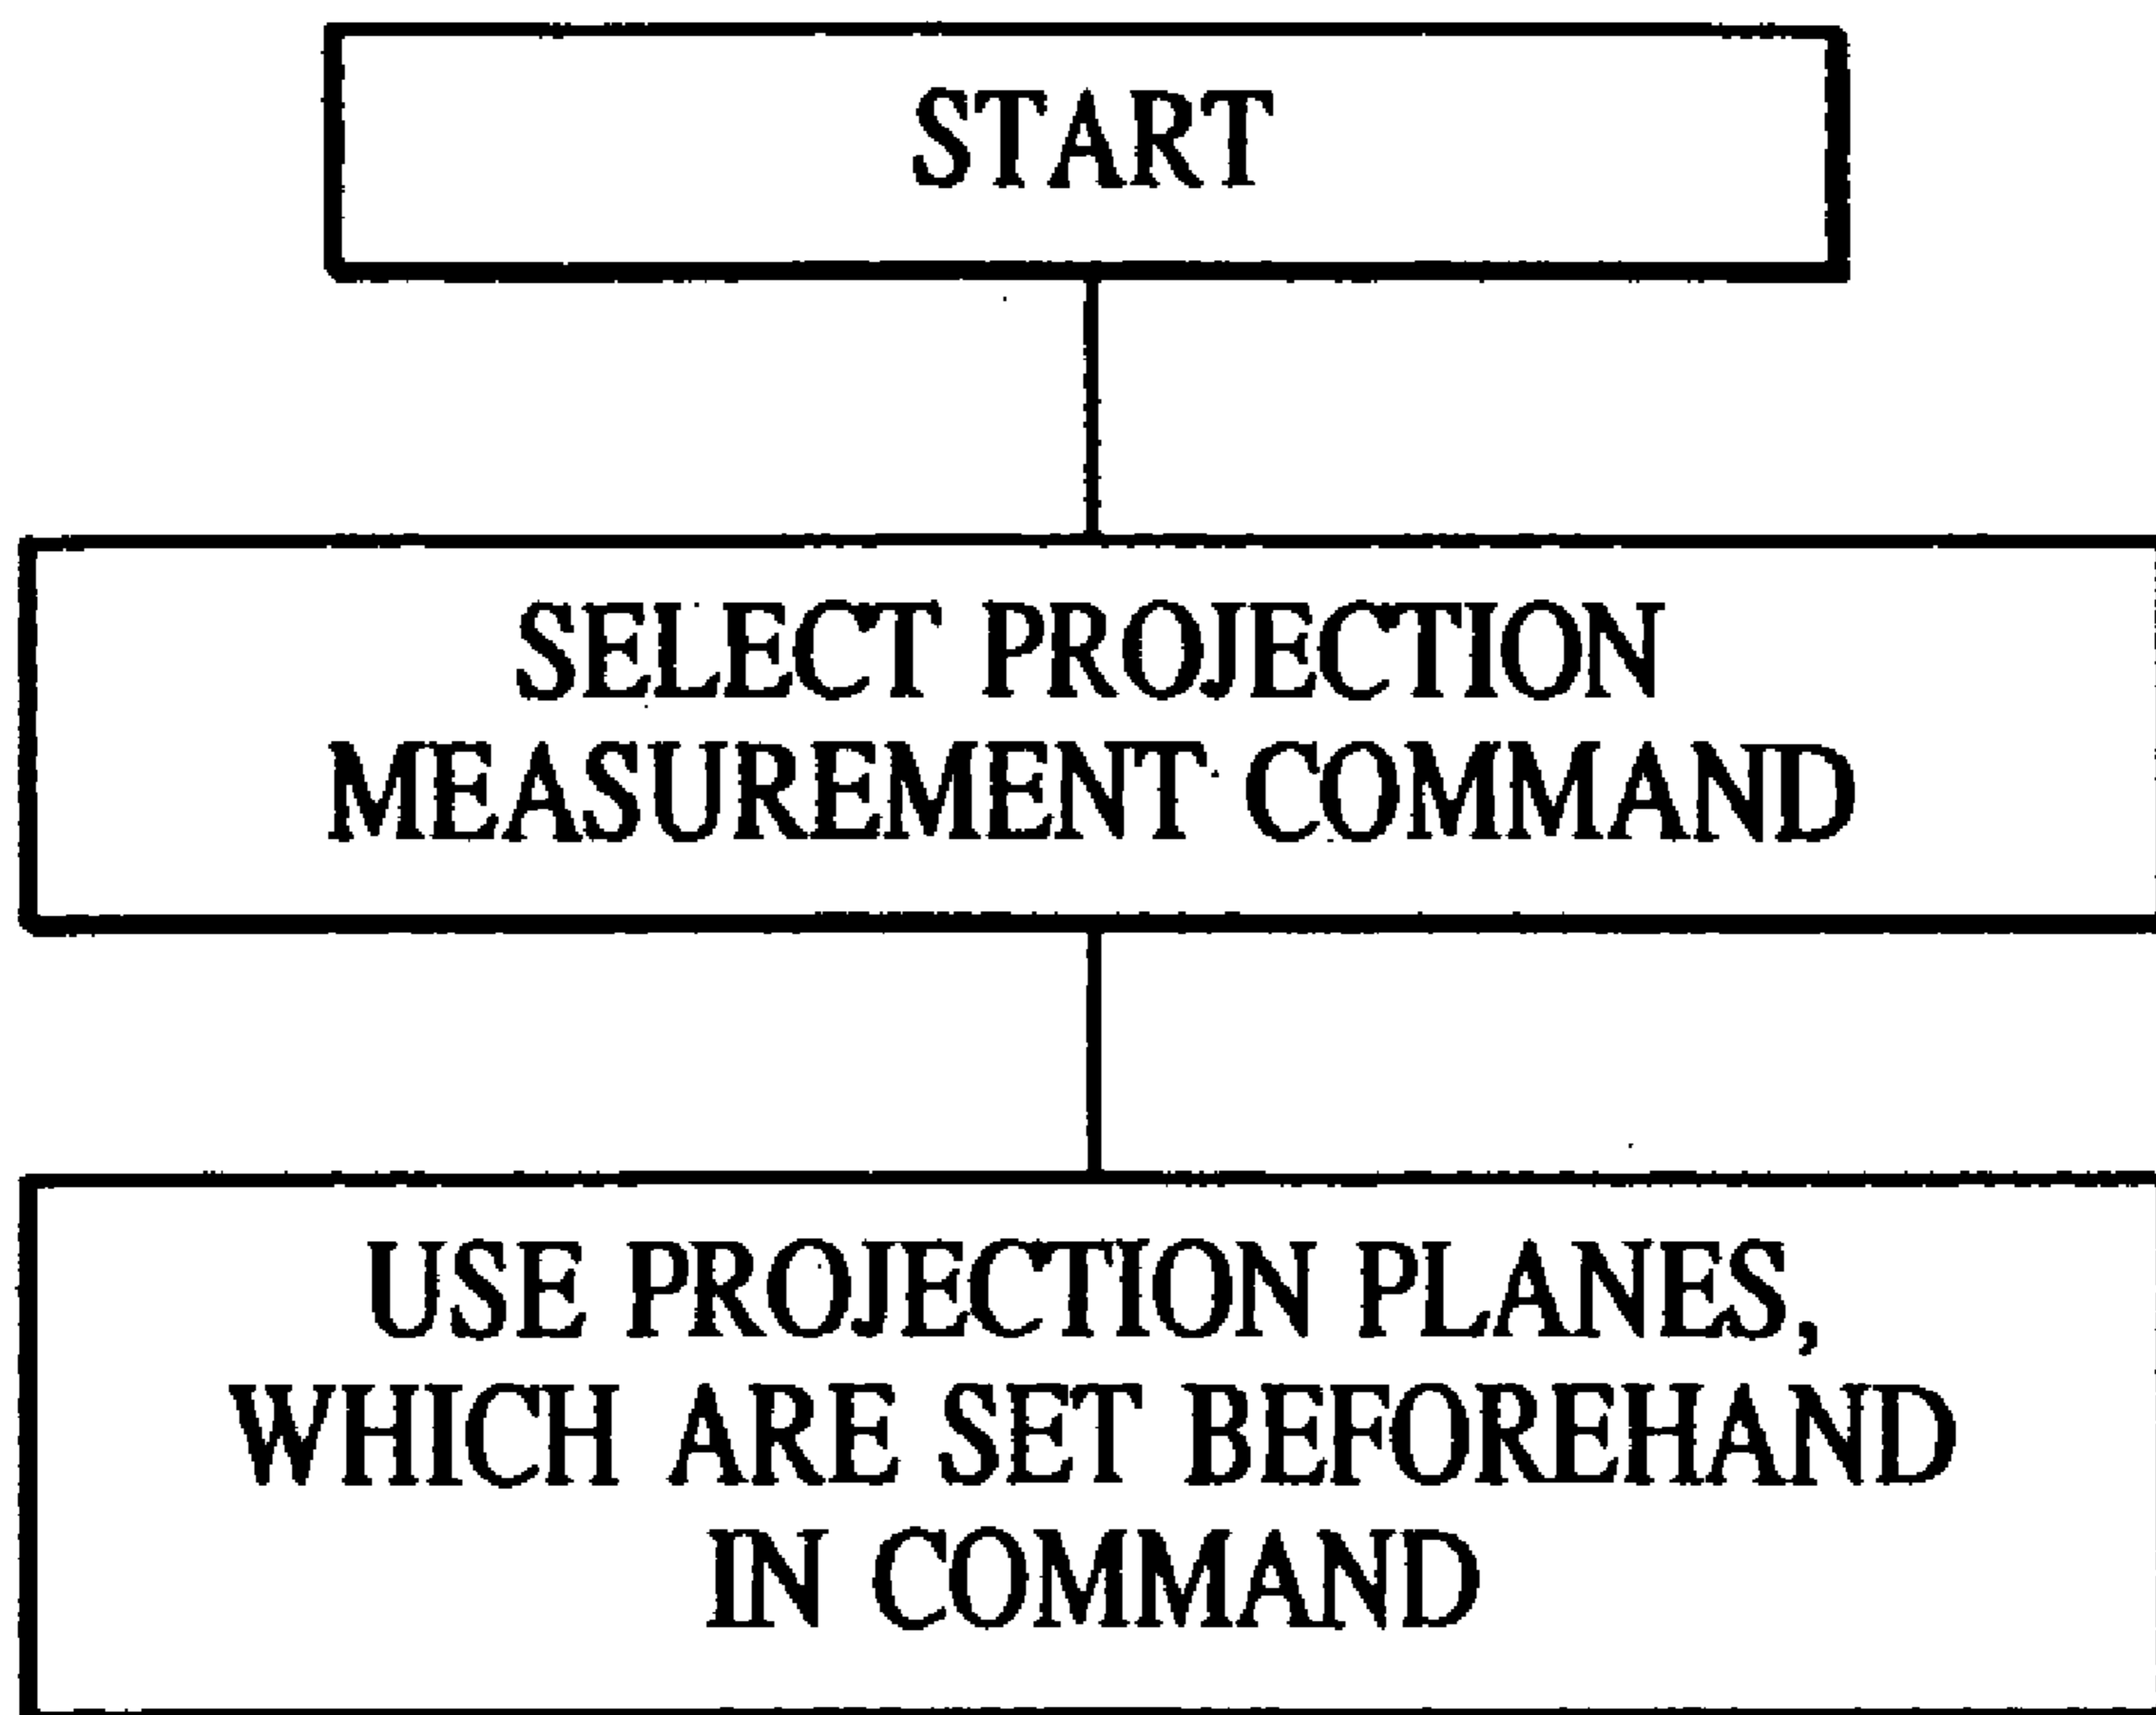 START
SELECT PROJECTION
MEASUREMENT COMMAND
USE PROJECTION PLANES,
WHICH ARE SET BEFOREHAND
IN COMMAND